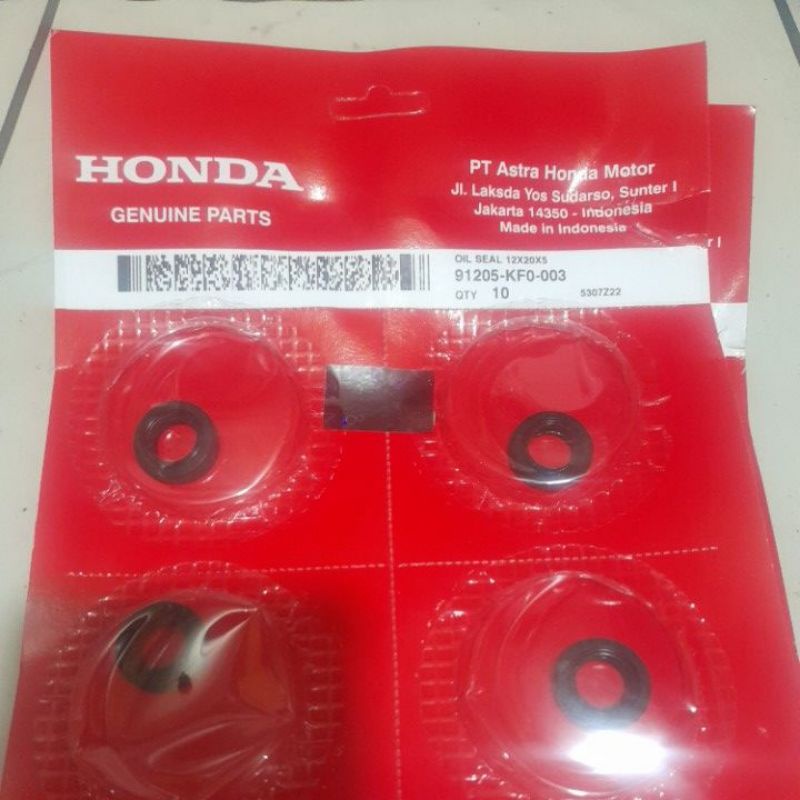 HONDA
GENUINE PARTS
PT Astra Honda Motor
Jl. Laksda Yos Sudarso, Sunter I
Jakarta 14350 - Indonesia
Made in Indonesia
OIL SEAL 12X20X5
91205-KF0-003
QTY 10 5307Z22
r I